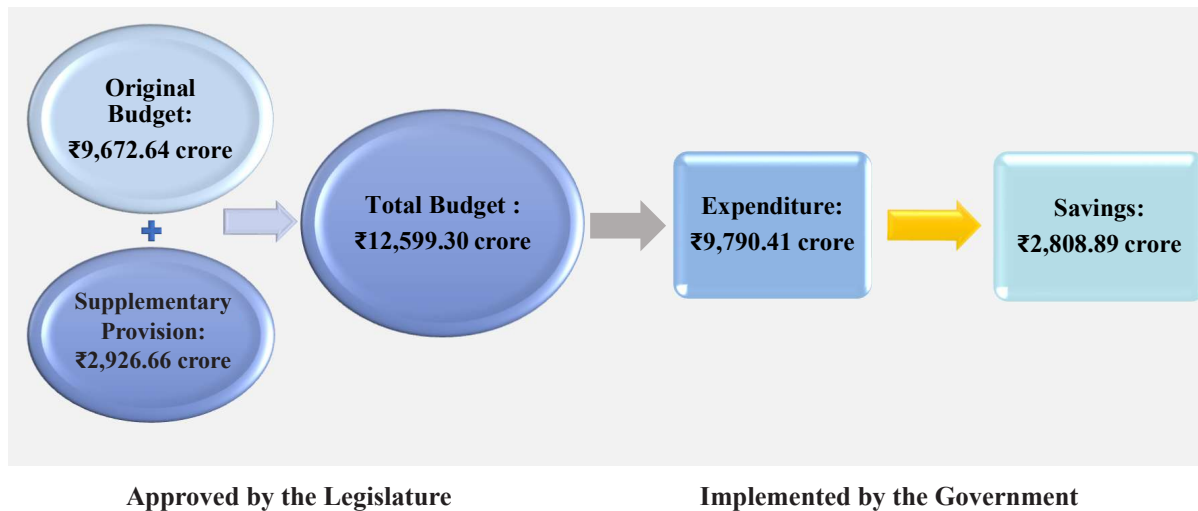 Original
Budget:
₹9,672.64 crore
+
Supplementary
Provision:
₹2,926.66 crore
Total Budget :
₹12,599.30 crore
Expenditure:
₹9,790.41 crore
Savings:
₹2,808.89 crore
Approved by the Legislature
Implemented by the Government